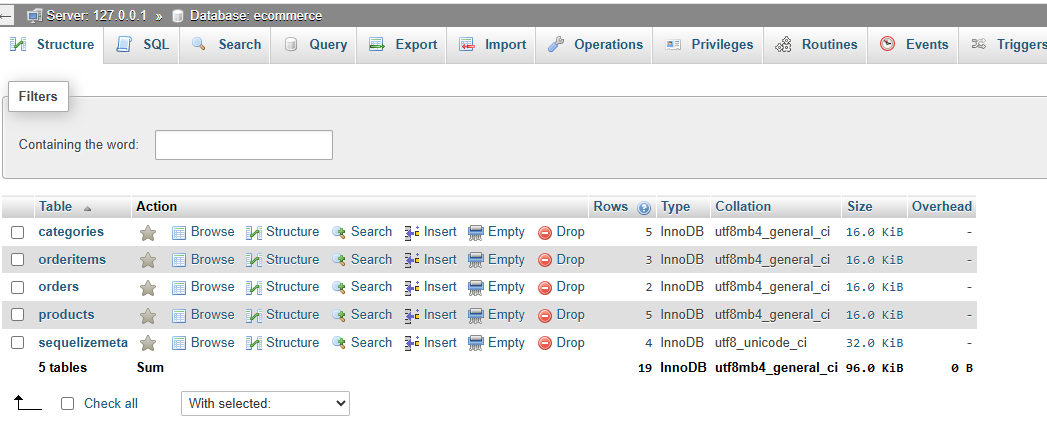 Server: 127.0.0.1 » Database: ecommerce
Structure SQL Search Query Export Import Operations Privileges Routines Events Triggers
Filters
Containing the word:
Table Action Rows Type Collation Size Overhead
categories Browse Structure Search Insert Empty Drop 5 InnoDB utf8mb4_general_ci 16.0 KiB -
orderitems Browse Structure Search Insert Empty Drop 3 InnoDB utf8mb4_general_ci 16.0 KiB -
orders Browse Structure Search Insert Empty Drop 2 InnoDB utf8mb4_general_ci 16.0 KiB -
products Browse Structure Search Insert Empty Drop 5 InnoDB utf8mb4_general_ci 16.0 KiB -
sequelizemeta Browse Structure Search Insert Empty Drop 4 InnoDB utf8_unicode_ci 32.0 KiB -
5 tables Sum 19 InnoDB utf8mb4_general_ci 96.0 KiB 0 B
Check all With selected: